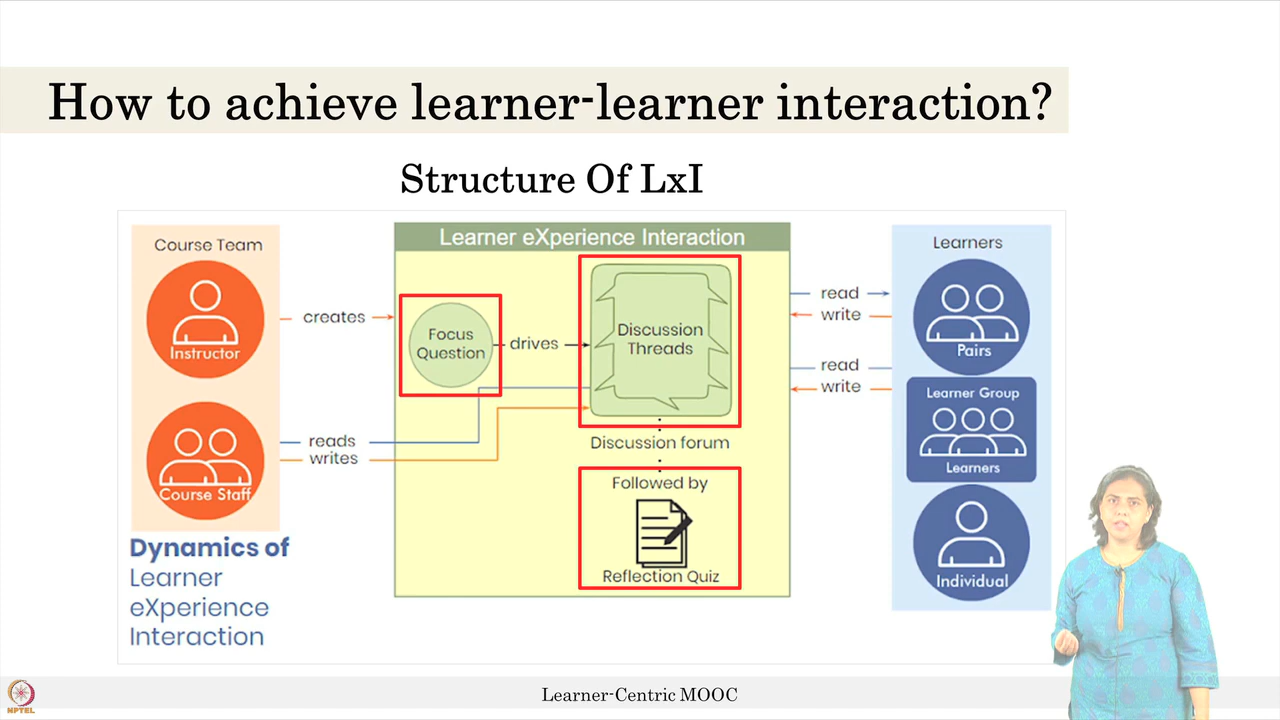 How to achieve learner-learner interaction?
Structure Of LxI
Course Team
Instructor
Course Staff
Dynamics of
Learner
eXperience
Interaction
creates
reads
writes
Learner eXperience Interaction
Focus
Question
drives
Discussion
Threads
Discussion forum
Followed by
Reflection Quiz
read
write
read
write
Learners
Pairs
Learner Group
Learners
Individual
NPTEL
Learner-Centric MOOC